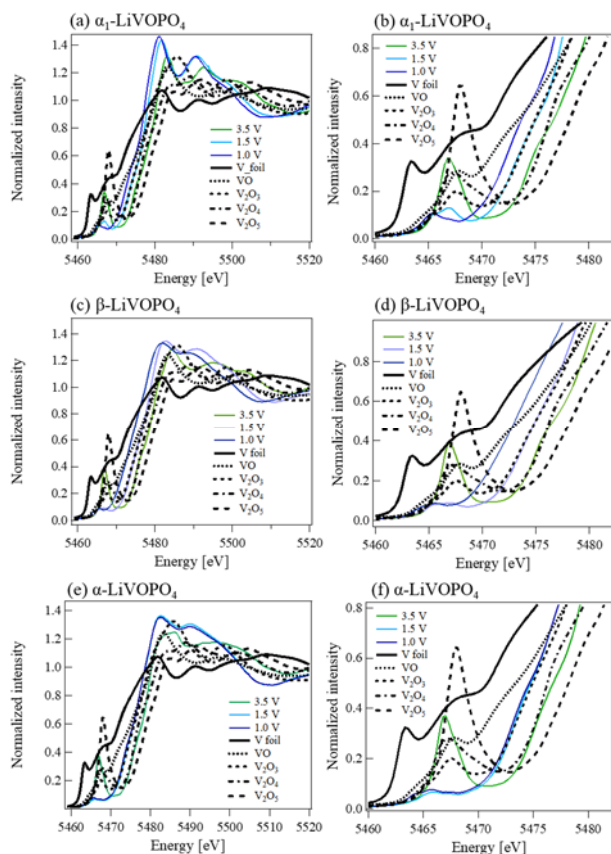 (a) α₁-LiVOPO₄
Normalized intensity
1.4
1.2
1.0
0.8
0.6
0.4
0.2
0.0
3.5 V
1.5 V
1.0 V
V_foil
VO
V₂O₃
V₂O₄
V₂O₅
5460 5480 5500 5520
Energy [eV]
(b) α₁-LiVOPO₄
Normalized intensity
0.8
0.6
0.4
0.2
0.0
3.5 V
1.5 V
1.0 V
V foil
VO
V₂O₃
V₂O₄
V₂O₅
5460 5465 5470 5475 5480
Energy [eV]
(c) β-LiVOPO₄
Normalized intensity
1.4
1.2
1.0
0.8
0.6
0.4
0.2
0.0
3.5 V
1.5 V
1.0 V
V foil
VO
V₂O₃
V₂O₄
V₂O₅
5460 5480 5500 5520
Energy [eV]
(d) β-LiVOPO₄
Normalized intensity
1.0
0.8
0.6
0.4
0.2
0.0
3.5 V
1.5 V
1.0 V
V foil
VO
V₂O₃
V₂O₄
V₂O₅
5460 5465 5470 5475 5480
Energy [eV]
(e) α-LiVOPO₄
Normalized intensity
1.4
1.2
1.0
0.8
0.6
0.4
0.2
3.5 V
1.5 V
1.0 V
V foil
VO
V₂O₃
V₂O₄
V₂O₅
5460 5470 5480 5490 5500 5510 5520
Energy [eV]
(f) α-LiVOPO₄
Normalized intensity
0.8
0.6
0.4
0.2
0.0
3.5 V
1.5 V
1.0 V
V foil
VO
V₂O₃
V₂O₄
V₂O₅
5460 5465 5470 5475 5480
Energy [eV]